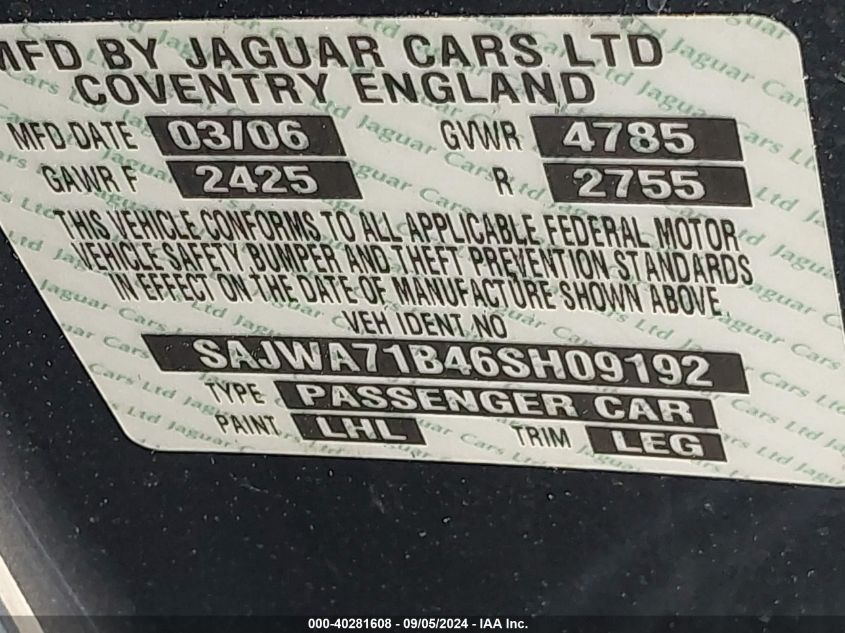 MFD BY JAGUAR CARS LTD
COVENTRY ENGLAND
MFD DATE 03/06 GVWR 4785
GAWR F 2425 R 2755
THIS VEHICLE CONFORMS TO ALL APPLICABLE FEDERAL MOTOR
VEHICLE SAFETY, BUMPER AND THEFT PREVENTION STANDARDS
IN EFFECT ON THE DATE OF MANUFACTURE SHOWN ABOVE.
VEH IDENT NO
SAJWA71B46SH09192
TYPE PASSENGER CAR
PAINT LHL TRIM LEG
000-40281608 - 09/05/2024 - IAA Inc.